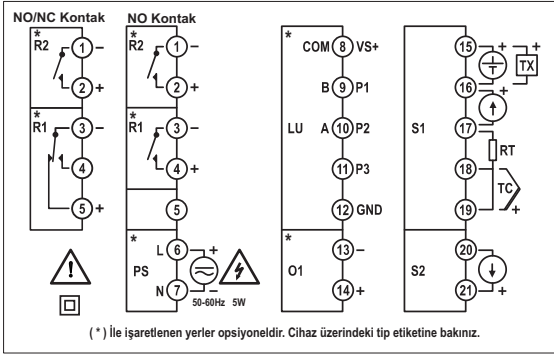 NO/NC Kontak
NO Kontak
*
R2
1 −
2 +
*
R1
3 −
4
5 +
*
R2
1 −
2 +
*
R1
3 −
4 +
5
*
PS
L 6 +
N 7 −
50-60Hz 5W
*
LU
COM 8 VS+
B 9 P1
A 10 P2
11 P3
12 GND
*
O1
13 −
14 +
S1
15
16
17
18
19
S2
20
21
− +
− +
TX
+
RT
TC
+
− +
( * ) İle işaretlenen yerler opsiyoneldir. Cihaz üzerindeki tip etiketine bakınız.